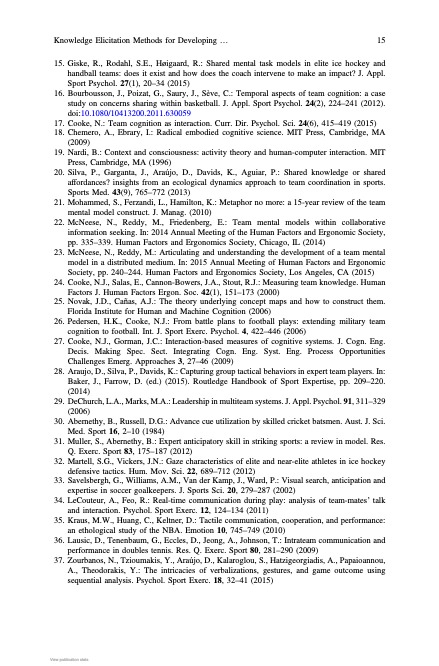 Knowledge Elicitation Methods for Developing … 15
15. Giske, R., Rodahl, S.E., Høigaard, R.: Shared mental task models in elite ice hockey and
handball teams: does it exist and how does the coach intervene to make an impact? J. Appl.
Sport Psychol. 27(1), 20–34 (2015)
16. Bourbousson, J., Poizat, G., Saury, J., Sève, C.: Temporal aspects of team cognition: a case
study on concerns sharing within basketball. J. Appl. Sport Psychol. 24(2), 224–241 (2012).
doi:10.1080/10413200.2011.630059
17. Cooke, N.: Team cognition as interaction. Curr. Dir. Psychol. Sci. 24(6), 415–419 (2015)
18. Chemero, A., Ebrary, I.: Radical embodied cognitive science. MIT Press, Cambridge, MA
(2009)
19. Nardi, B.: Context and consciousness: activity theory and human-computer interaction. MIT
Press, Cambridge, MA (1996)
20. Silva, P., Garganta, J., Araújo, D., Davids, K., Aguiar, P.: Shared knowledge or shared
affordances? insights from an ecological dynamics approach to team coordination in sports.
Sports Med. 43(9), 765–772 (2013)
21. Mohammed, S., Ferzandi, L., Hamilton, K.: Metaphor no more: a 15-year review of the team
mental model construct. J. Manag. (2010)
22. McNeese, N., Reddy, M., Friedenberg, E.: Team mental models within collaborative
information seeking. In: 2014 Annual Meeting of the Human Factors and Ergonomics Society,
pp. 335–339. Human Factors and Ergonomics Society, Chicago, IL (2014)
23. McNeese, N., Reddy, M.: Articulating and understanding the development of a team mental
model in a distributed medium. In: 2015 Annual Meeting of Human Factors and Ergonomic
Society, pp. 240–244. Human Factors and Ergonomics Society, Los Angeles, CA (2015)
24. Cooke, N.J., Salas, E., Cannon-Bowers, J.A., Stout, R.J.: Measuring team knowledge. Human
Factors J. Human Factors Ergon. Soc. 42(1), 151–173 (2000)
25. Novak, J.D., Cañas, A.J.: The theory underlying concept maps and how to construct them.
Florida Institute for Human and Machine Cognition (2006)
26. Pedersen, H.K., Cooke, N.J.: From battle plans to football plays: extending military team
cognition to football. Int. J. Sport Exerc. Psychol. 4, 422–446 (2006)
27. Cooke, N.J., Gorman, J.C.: Interaction-based measures of cognitive systems. J. Cogn. Eng.
Decis. Making Spec. Sect. Integrating Cogn. Eng. Syst. Eng. Process Opportunities
Challenges Emerg. Approaches 3, 27–46 (2009)
28. Araujo, D., Silva, P., Davids, K.: Capturing group tactical behaviors in expert team players. In:
Baker, J., Farrow, D. (ed.) (2015). Routledge Handbook of Sport Expertise, pp. 209–220.
(2014)
29. DeChurch, L.A., Marks, M.A.: Leadership in multiteam systems. J. Appl. Psychol. 91, 311–329
(2006)
30. Abernethy, B., Russell, D.G.: Advance cue utilization by skilled cricket batsmen. Aust. J. Sci.
Med. Sport 16, 2–10 (1984)
31. Muller, S., Abernethy, B.: Expert anticipatory skill in striking sports: a review in model. Res.
Q. Exerc. Sport 83, 175–187 (2012)
32. Martell, S.G., Vickers, J.N.: Gaze characteristics of elite and near-elite athletes in ice hockey
defensive tactics. Hum. Mov. Sci. 22, 689–712 (2012)
33. Savelsbergh, G., Williams, A.M., Van der Kamp, J., Ward, P.: Visual search, anticipation and
expertise in soccer goalkeepers. J. Sports Sci. 20, 279–287 (2002)
34. LeCouteur, A., Feo, R.: Real-time communication during play: analysis of team-mates’ talk
and interaction. Psychol. Sport Exerc. 12, 124–134 (2011)
35. Kraus, M.W., Huang, C., Keltner, D.: Tactile communication, cooperation, and performance:
an ethological study of the NBA. Emotion 10, 745–749 (2010)
36. Lausic, D., Tenenbaum, G., Eccles, D., Jeong, A., Johnson, T.: Intrateam communication and
performance in doubles tennis. Res. Q. Exerc. Sport 80, 281–290 (2009)
37. Zourbanos, N., Tzioumakis, Y., Araújo, D., Kalaroglou, S., Hatzigeorgiadis, A., Papaioannou,
A., Theodorakis, Y.: The intricacies of verbalizations, gestures, and game outcome using
sequential analysis. Psychol. Sport Exerc. 18, 32–41 (2015)
View publication stats